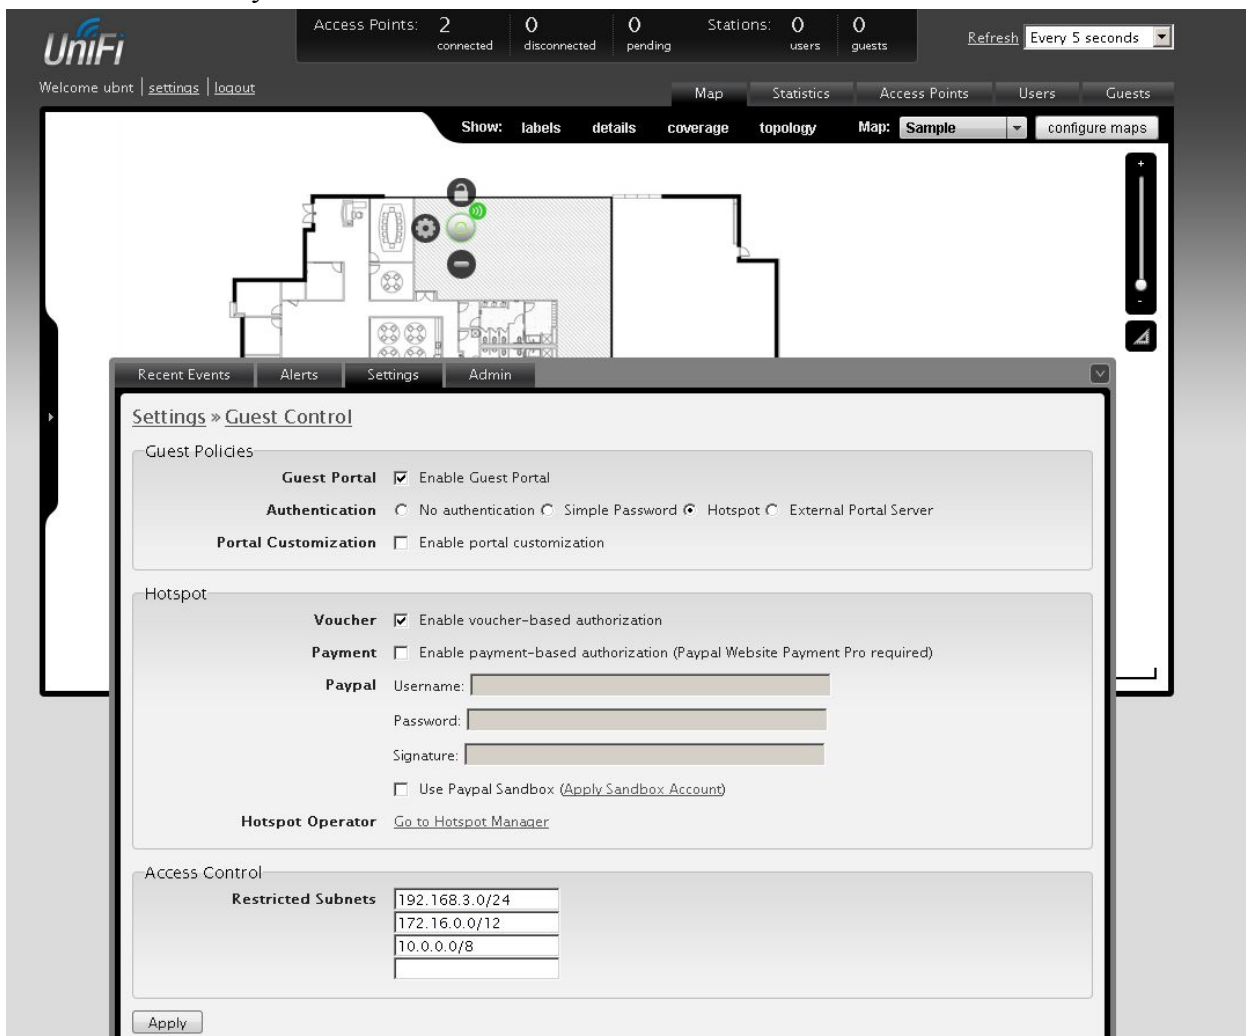 Access Points: 2 connected 0 disconnected 0 pending Stations: 0 users 0 guests
UniFi
Refresh Every 5 seconds
Welcome ubnt settings logout
Map Statistics Access Points Users Guests
Show: labels details coverage topology Map: Sample configure maps
+
-
Recent Events Alerts Settings Admin
Settings » Guest Control
Guest Policies
Guest Portal Enable Guest Portal
Authentication No authentication Simple Password Hotspot External Portal Server
Portal Customization Enable portal customization
Hotspot
Voucher Enable voucher-based authorization
Payment Enable payment-based authorization (Paypal Website Payment Pro required)
Paypal Username:
Password:
Signature:
Use Paypal Sandbox (Apply Sandbox Account)
Hotspot Operator Go to Hotspot Manager
Access Control
Restricted Subnets 192.168.3.0/24
172.16.0.0/12
10.0.0.0/8
Apply